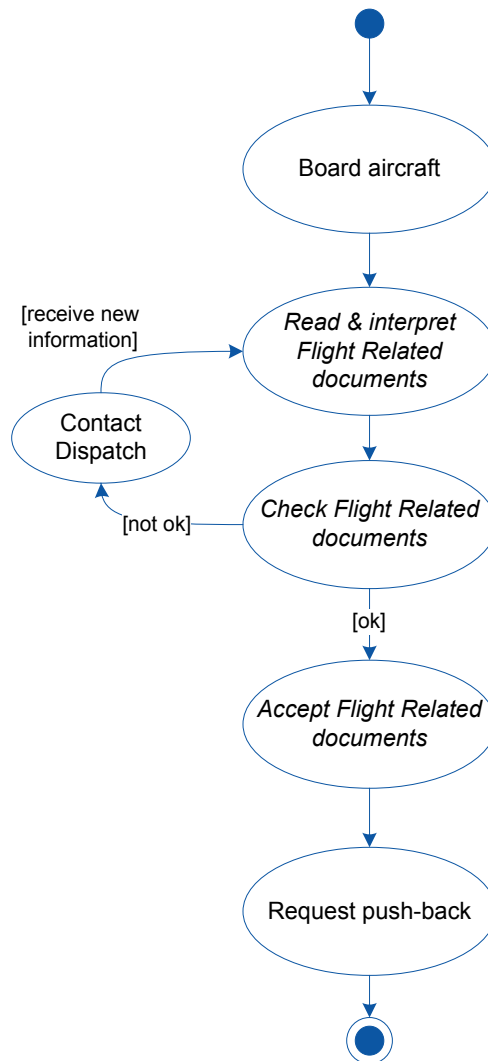 Board aircraft
[receive new
information]
Read & interpret
Flight Related
documents
Contact
Dispatch
Check Flight Related
documents
[not ok]
[ok]
Accept Flight Related
documents
Request push-back